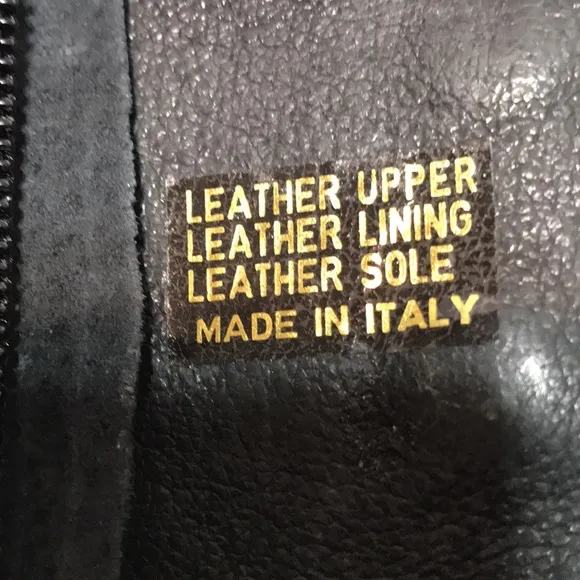 LEATHER UPPER
LEATHER LINING
LEATHER SOLE
MADE IN ITALY